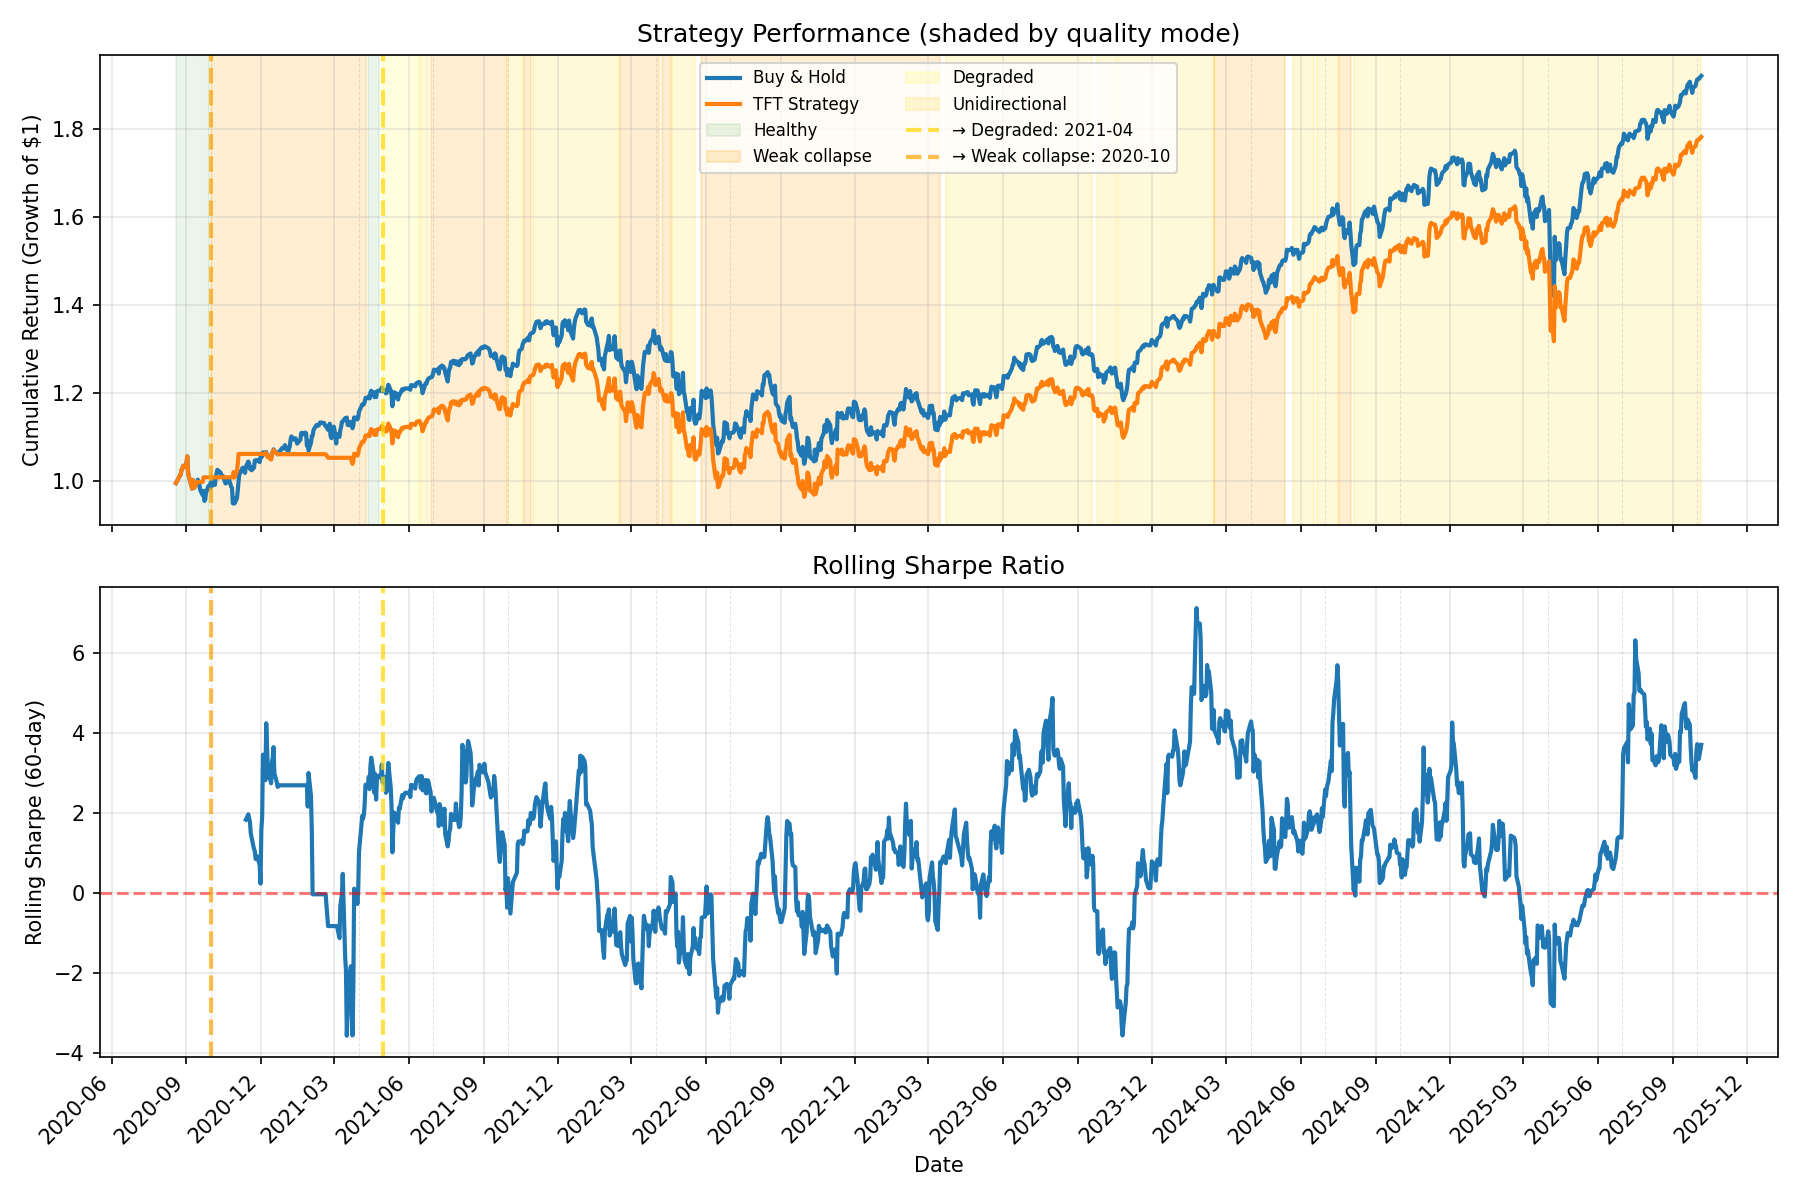 Strategy Performance (shaded by quality mode)
Cumulative Return (Growth of $1)
1.8
1.6
1.4
1.2
1.0
Buy & Hold
TFT Strategy
Healthy
Weak collapse
Degraded
Unidirectional
→ Degraded: 2021-04
→ Weak collapse: 2020-10
Rolling Sharpe Ratio
Rolling Sharpe (60-day)
6
4
2
0
−2
−4
2020-06
2020-09
2020-12
2021-03
2021-06
2021-09
2021-12
2022-03
2022-06
2022-09
2022-12
2023-03
2023-06
2023-09
2023-12
2024-03
2024-06
2024-09
2024-12
2025-03
2025-06
2025-09
2025-12
Date